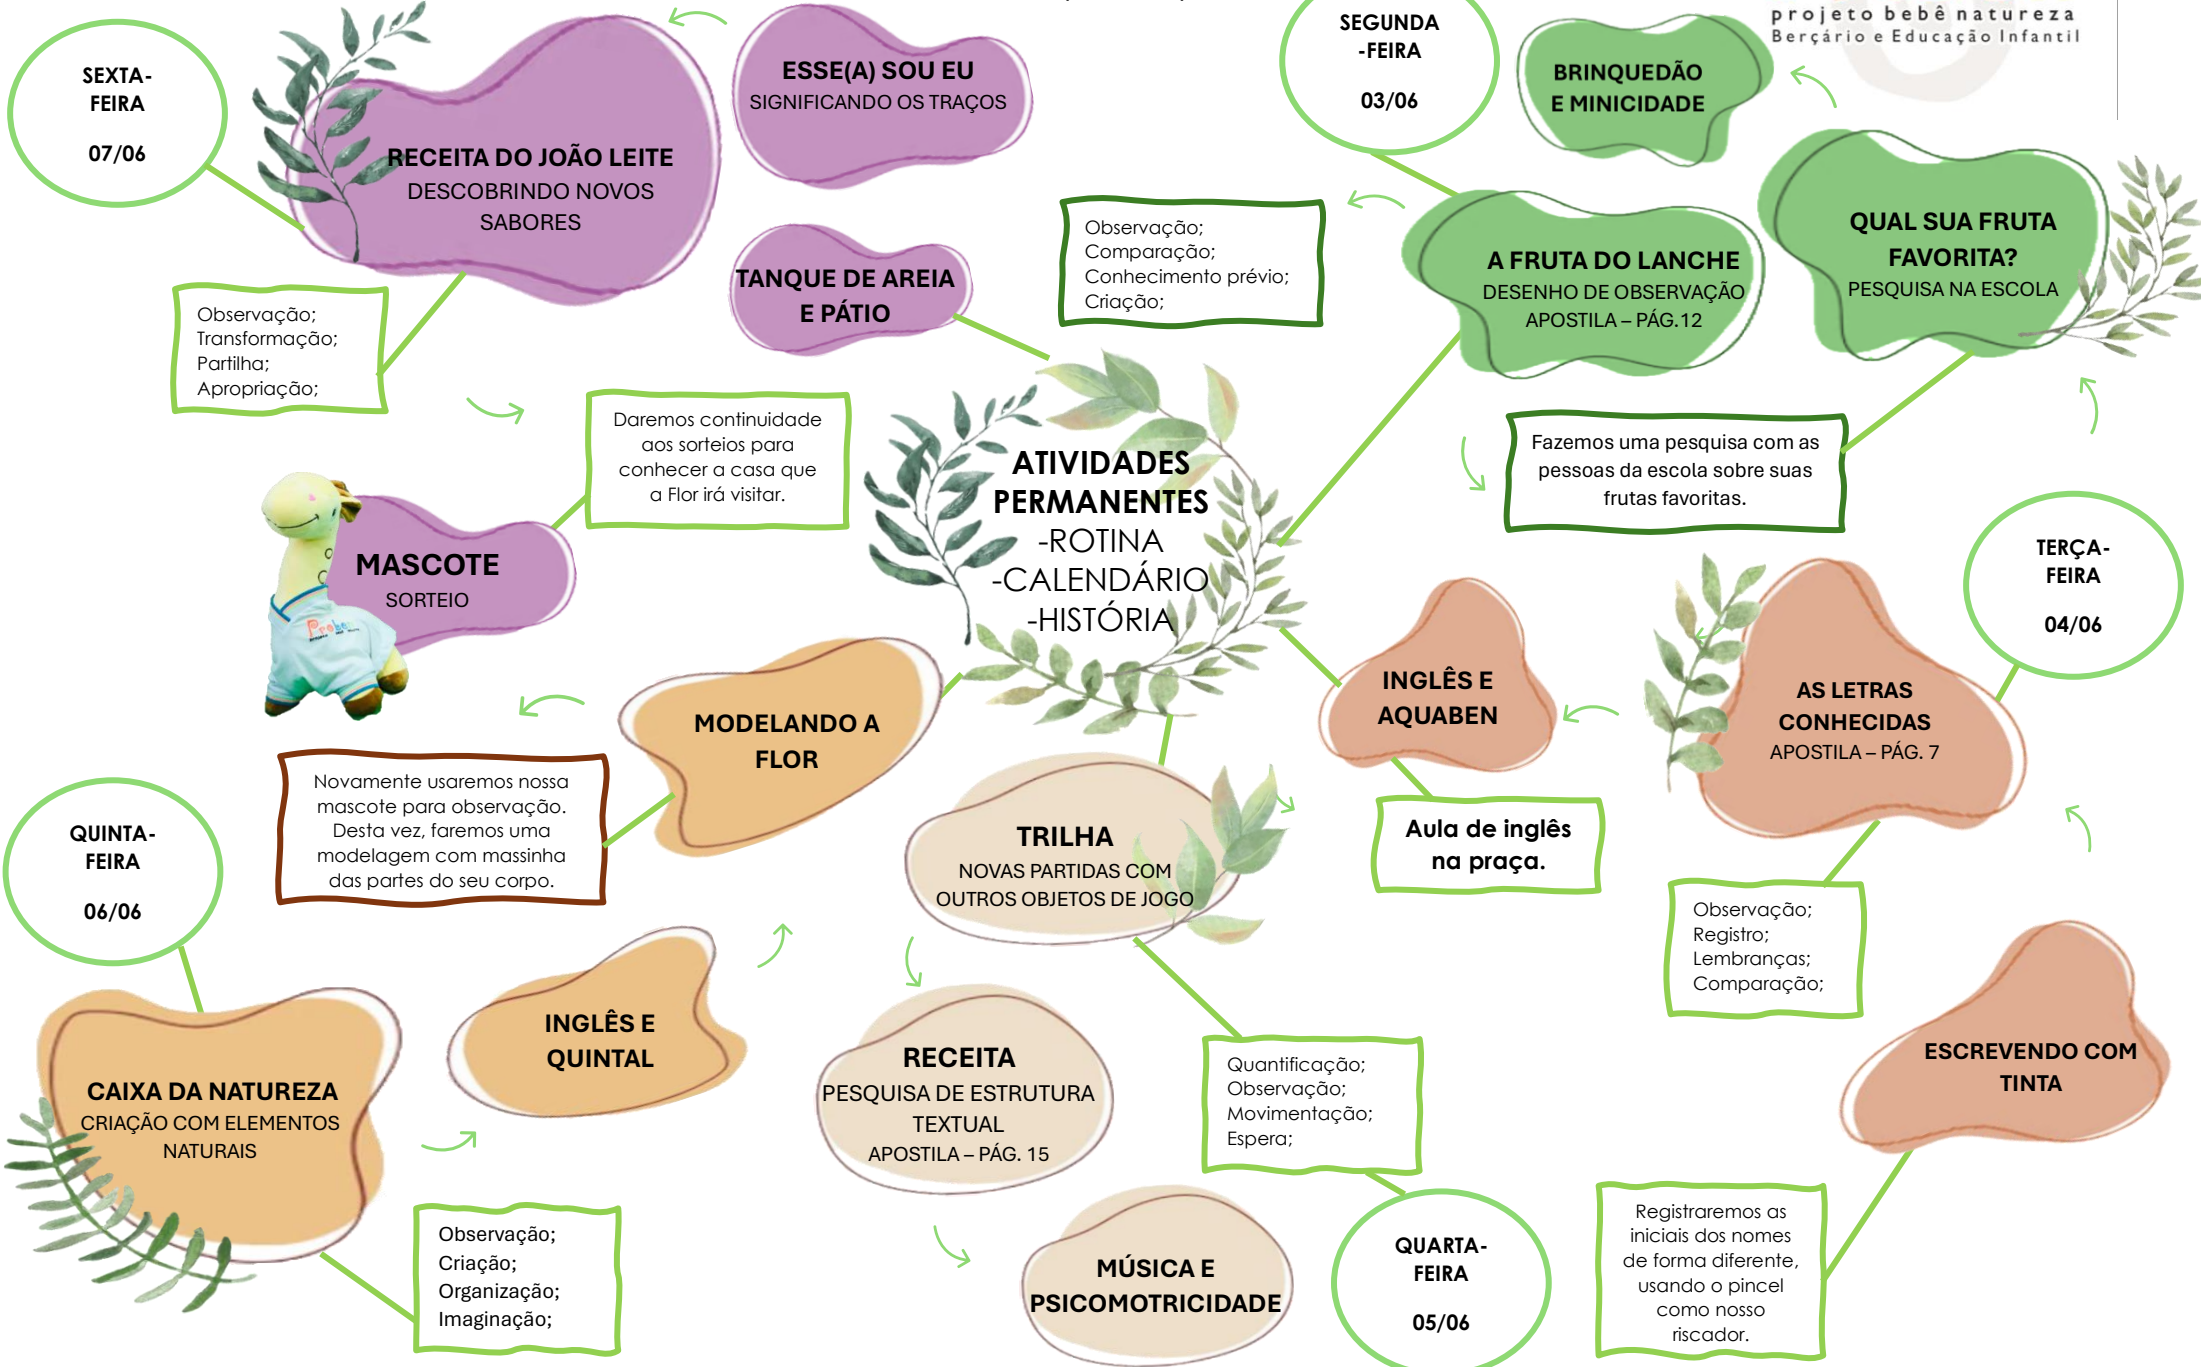 projeto bebê natureza
Berçário e Educação Infantil
SEGUNDA
-FEIRA
03/06
BRINQUEDÃO
E MINICIDADE
A FRUTA DO LANCHE
DESENHO DE OBSERVAÇÃO
APOSTILA – PÁG.12
QUAL SUA FRUTA
FAVORITA?
PESQUISA NA ESCOLA
Observação;
Comparação;
Conhecimento prévio;
Criação;
Fazemos uma pesquisa com as
pessoas da escola sobre suas
frutas favoritas.
SEXTA-
FEIRA
07/06
RECEITA DO JOÃO LEITE
DESCOBRINDO NOVOS
SABORES
ESSE(A) SOU EU
SIGNIFICANDO OS TRAÇOS
TANQUE DE AREIA
E PÁTIO
Observação;
Transformação;
Partilha;
Apropriação;
Daremos continuidade
aos sorteios para
conhecer a casa que
a Flor irá visitar.
MASCOTE
SORTEIO
ATIVIDADES
PERMANENTES
-ROTINA
-CALENDÁRIO
-HISTÓRIA
TERÇA-
FEIRA
04/06
AS LETRAS
CONHECIDAS
APOSTILA – PÁG. 7
INGLÊS E
AQUABEN
Aula de inglês
na praça.
Observação;
Registro;
Lembranças;
Comparação;
ESCREVENDO COM
TINTA
Registraremos as
iniciais dos nomes
de forma diferente,
usando o pincel
como nosso
riscador.
MODELANDO A
FLOR
Novamente usaremos nossa
mascote para observação.
Desta vez, faremos uma
modelagem com massinha
das partes do seu corpo.
QUINTA-
FEIRA
06/06
CAIXA DA NATUREZA
CRIAÇÃO COM ELEMENTOS
NATURAIS
INGLÊS E
QUINTAL
Observação;
Criação;
Organização;
Imaginação;
TRILHA
NOVAS PARTIDAS COM
OUTROS OBJETOS DE JOGO
RECEITA
PESQUISA DE ESTRUTURA
TEXTUAL
APOSTILA – PÁG. 15
Quantificação;
Observação;
Movimentação;
Espera;
MÚSICA E
PSICOMOTRICIDADE
QUARTA-
FEIRA
05/06